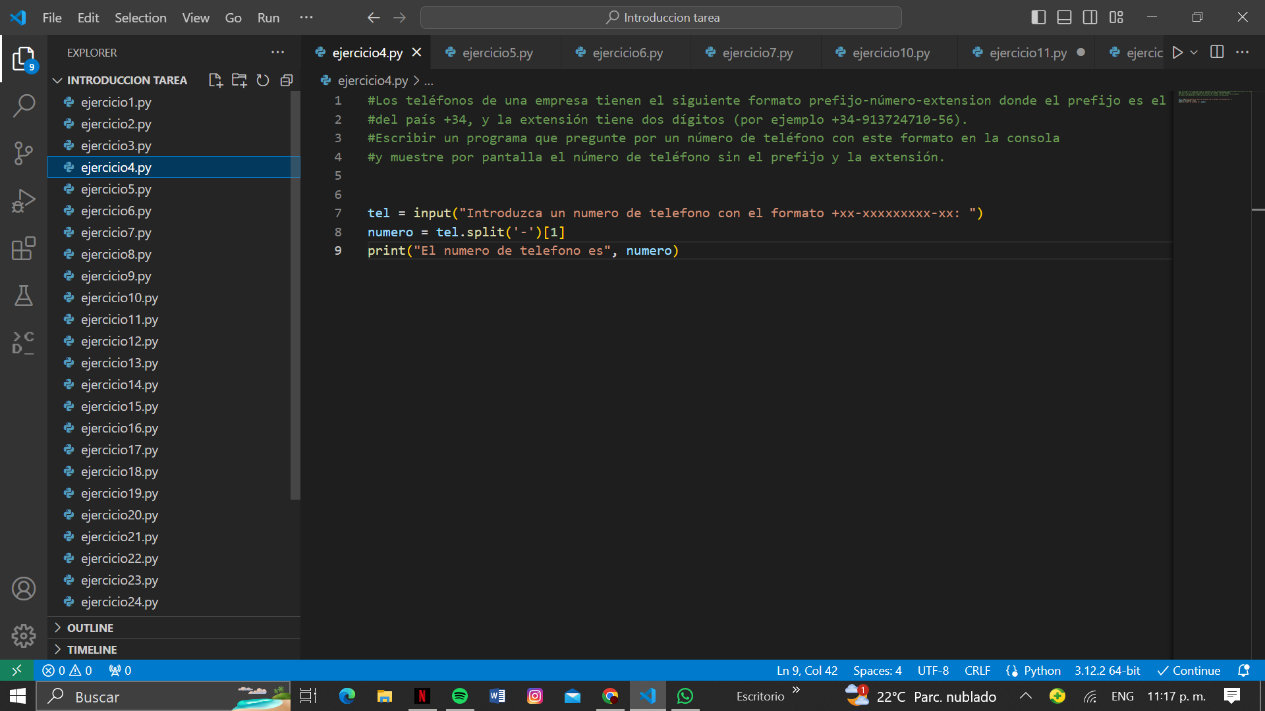 File Edit Selection View Go Run
Introduccion tarea
EXPLORER
INTRODUCCION TAREA
ejercicio1.py
ejercicio2.py
ejercicio3.py
ejercicio4.py
ejercicio5.py
ejercicio6.py
ejercicio7.py
ejercicio8.py
ejercicio9.py
ejercicio10.py
ejercicio11.py
ejercicio12.py
ejercicio13.py
ejercicio14.py
ejercicio15.py
ejercicio16.py
ejercicio17.py
ejercicio18.py
ejercicio19.py
ejercicio20.py
ejercicio21.py
ejercicio22.py
ejercicio23.py
ejercicio24.py
OUTLINE
TIMELINE
9
ejercicio4.py ejercicio5.py ejercicio6.py ejercicio7.py ejercicio10.py ejercicio11.py ejercic
ejercicio4.py > ...
1 #Los teléfonos de una empresa tienen el siguiente formato prefijo-número-extension donde el prefijo es el
2 #del país +34, y la extensión tiene dos dígitos (por ejemplo +34-913724710-56).
3 #Escribir un programa que pregunte por un número de teléfono con este formato en la consola
4 #y muestre por pantalla el número de teléfono sin el prefijo y la extensión.
5
6
7 tel = input("Introduzca un numero de telefono con el formato +xx-xxxxxxxxx-xx: ")
8 numero = tel.split('-')[1]
9 print("El numero de telefono es", numero)
0 0 0 Ln 9, Col 42 Spaces: 4 UTF-8 CRLF Python 3.12.2 64-bit Continue
Buscar Escritorio 1 22°C Parc. nublado ENG 11:17 p. m.